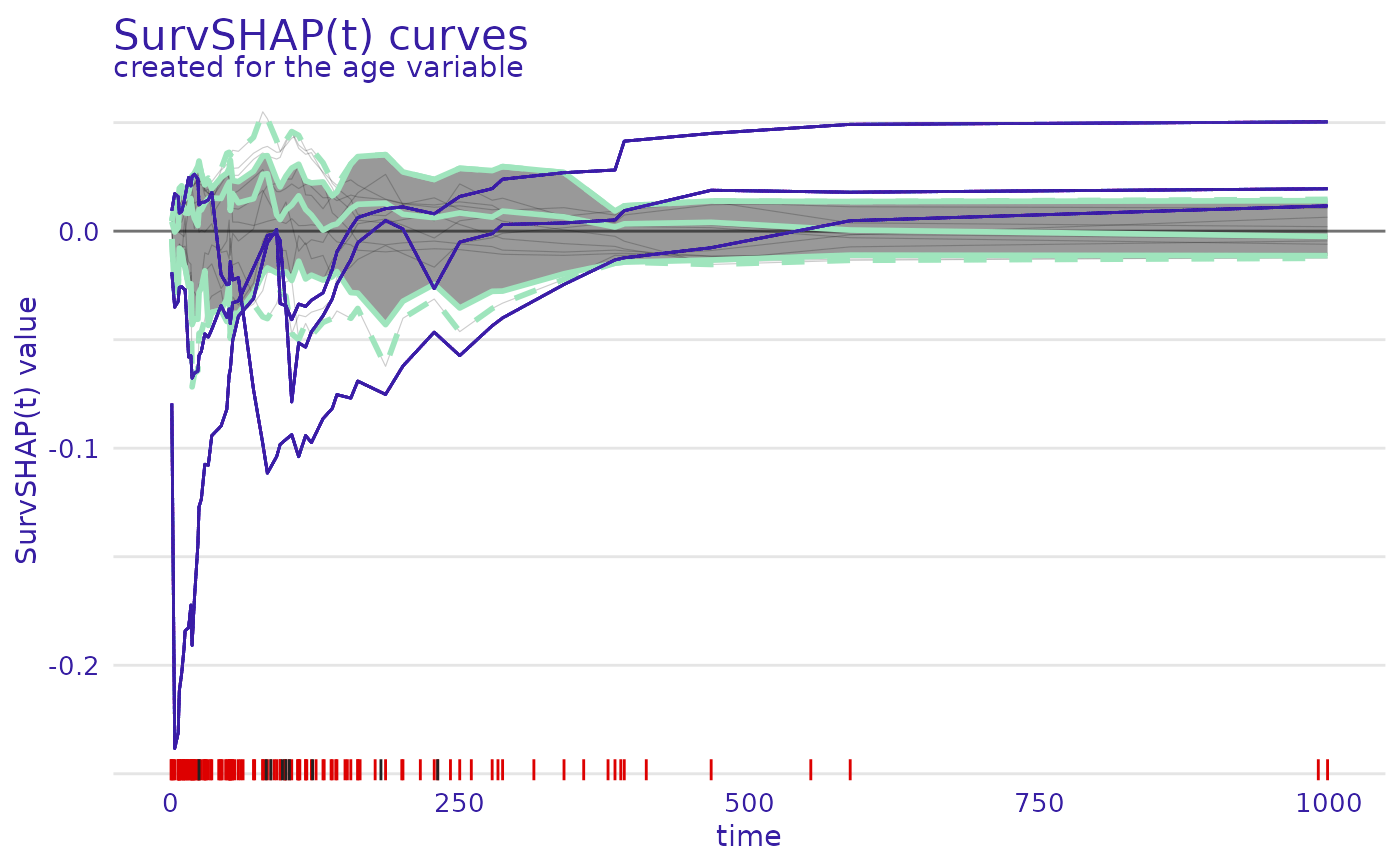 SurvSHAP(t) curves
created for the age variable
SurvSHAP(t) value
0.0
-0.1
-0.2
0
250
500
750
1000
time